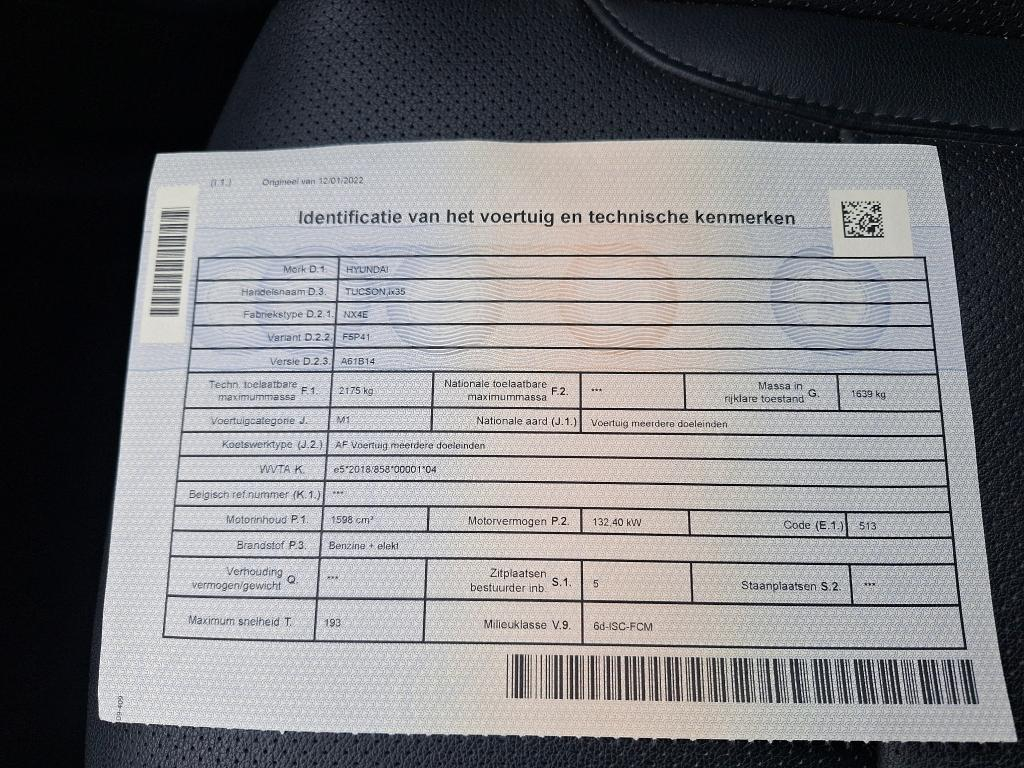 (I.1.) Origineel van 12/01/2022
Identificatie van het voertuig en technische kenmerken
Merk D.1. HYUNDAI
Handelsnaam D.3. TUCSON,ix35
Fabriekstype D.2.1. NX4E
Variant D.2.2. F5P41
Versie D.2.3. A61B14
Techn. toelaatbare maximummassa F.1. 2175 kg Nationale toelaatbare maximummassa F.2. *** Massa in rijklare toestand G. 1639 kg
Voertuigcategorie J. M1 Nationale aard (J.1.) Voertuig meerdere doeleinden
Koetswerktype (J.2.) AF Voertuig meerdere doeleinden
WVTA K. e5*2018/858*00001*04
Belgisch ref.nummer (K.1.) ***
Motorinhoud P.1. 1598 cm³ Motorvermogen P.2. 132,40 kW Code (E.1.) 513
Brandstof P.3. Benzine + elekt
Verhouding vermogen/gewicht Q. *** Zitplaatsen bestuurder inb. S.1. 5 Staanplaatsen S.2. ***
Maximum snelheid T. 193 Milieuklasse V.9. 6d-ISC-FCM